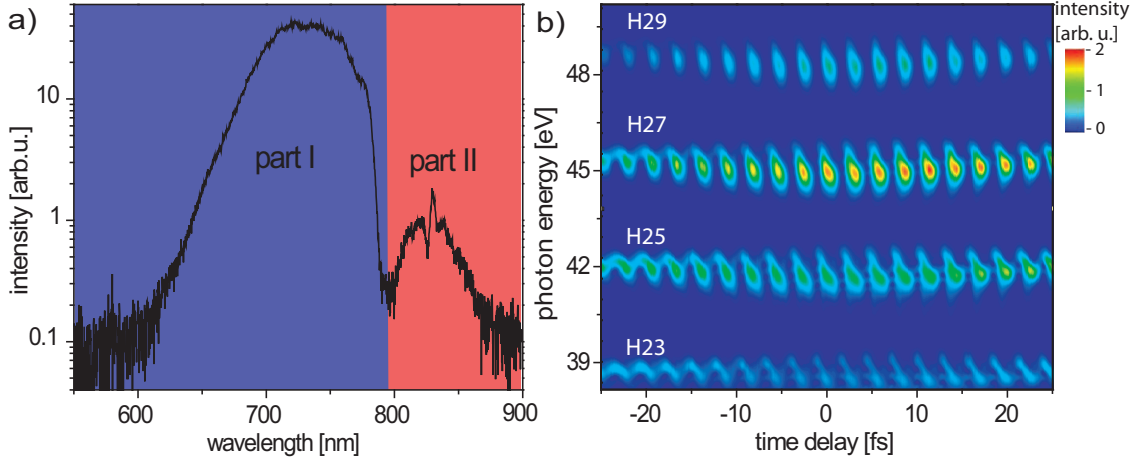 a)
intensity [arb.u.]
10
1
0.1
part I
part II
600
700
800
900
wavelength [nm]
b)
photon energy [eV]
48
45
42
39
H29
H27
H25
H23
-20
-10
0
10
20
time delay [fs]
intensity
[arb. u.]
- 2
- 1
- 0